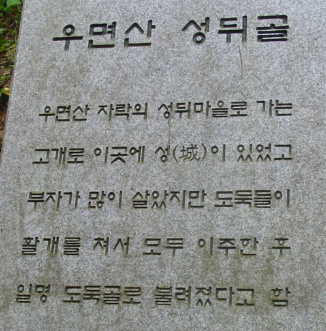 우면산 성뒤골
우면산 자락의 성뒤마을로 가는
고개로 이곳에 성(城)이 있었고
부자가 많이 살았지만 도둑들이
활개를 쳐서 모두 이주한 후
일명 도둑골로 불려졌다고 함